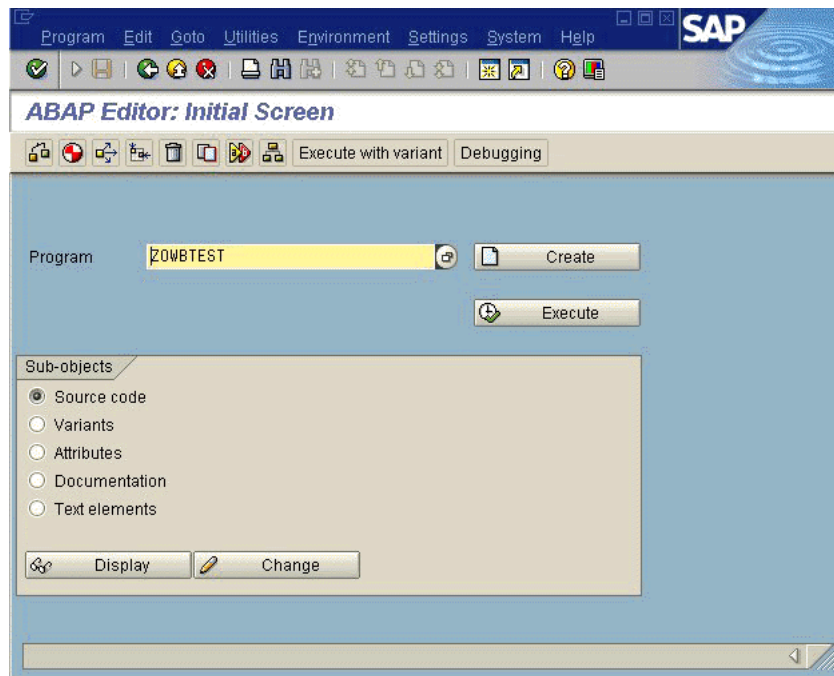 Program Edit Goto Utilities Environment Settings System Help
SAP
ABAP Editor: Initial Screen
Execute with variant Debugging
Program ZOWBTEST Create
Execute
Sub-objects
Source code
Variants
Attributes
Documentation
Text elements
Display Change